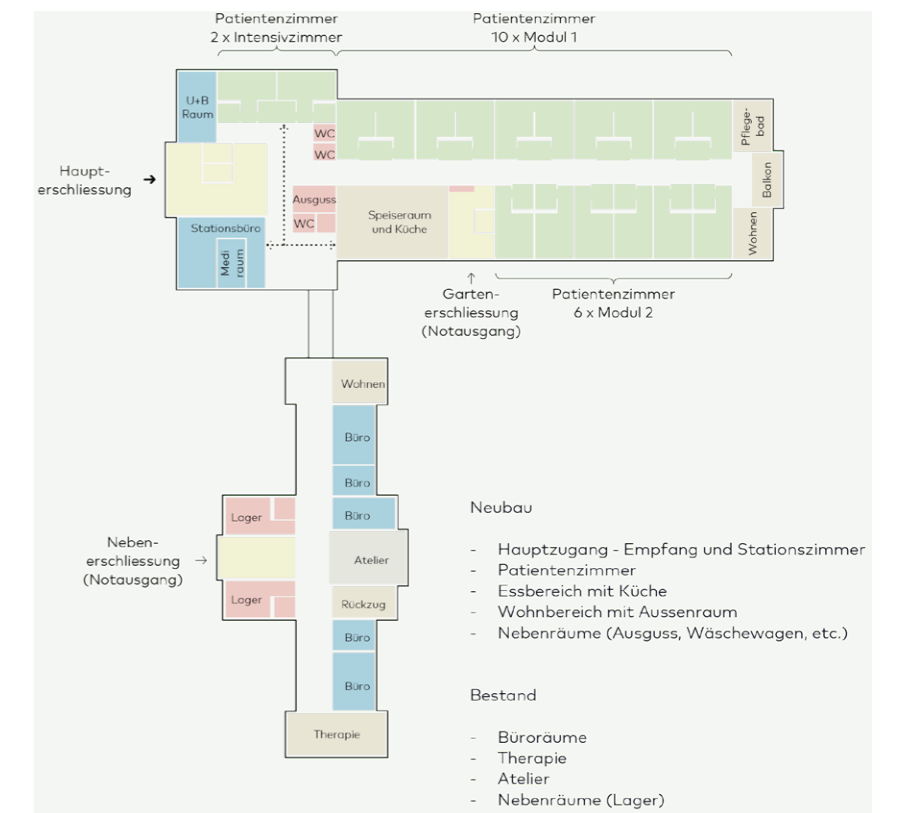 Patientenzimmer
2 x Intensivzimmer
Patientenzimmer
10 x Modul 1
U+B
Raum
WC
WC
Pflege-
bad
Haupt-
erschliessung
Balkon
Ausguss
WC
Stationsbüro
Medi
raum
Speiseraum
und Küche
Wohnen
Garten-
erschliessung
(Notausgang)
Patientenzimmer
6 x Modul 2
Wohnen
Büro
Büro
Büro
Lager
Neben-
erschliessung
(Notausgang)
Atelier
Lager
Rückzug
Büro
Büro
Therapie
Neubau
- Hauptzugang - Empfang und Stationszimmer
- Patientenzimmer
- Essbereich mit Küche
- Wohnbereich mit Aussenraum
- Nebenräume (Ausguss, Wäschewagen, etc.)
Bestand
- Büroräume
- Therapie
- Atelier
- Nebenräume (Lager)